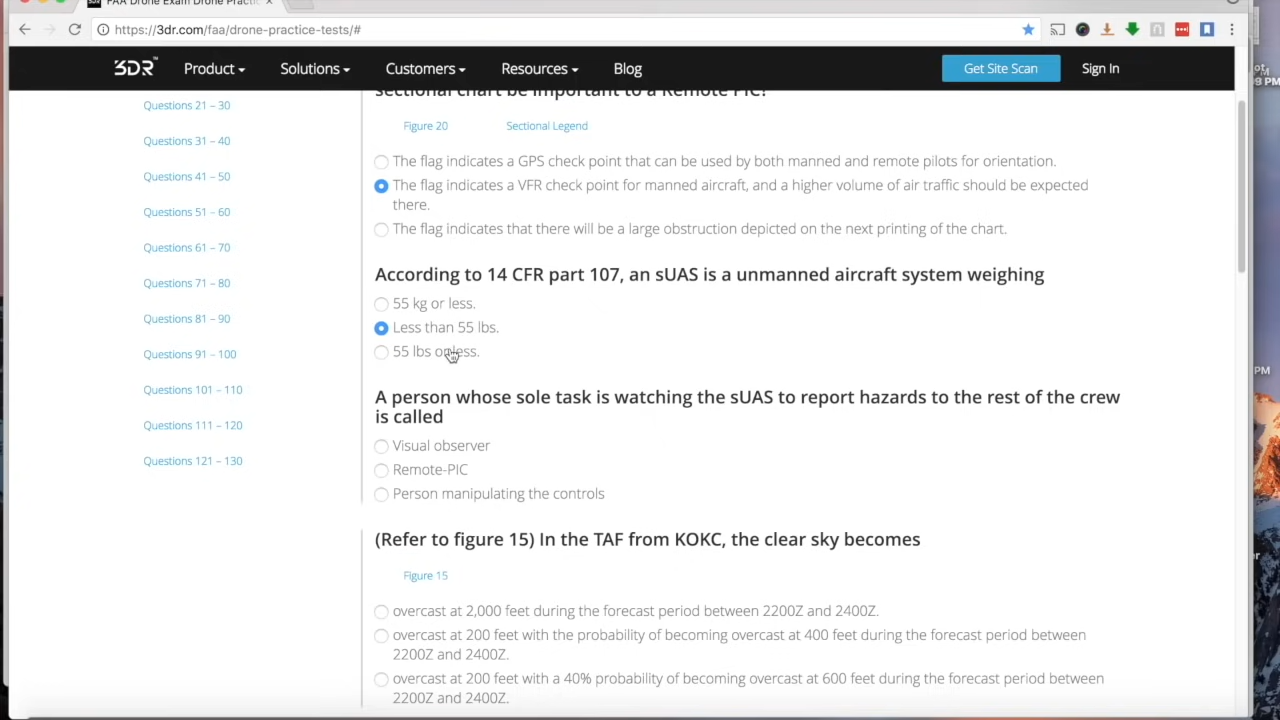 FAA Drone Exam Drone Practic
https://3dr.com/faa/drone-practice-tests/#
3DR Product Solutions Customers Resources Blog Get Site Scan Sign In
Questions 21 – 30
Questions 31 – 40
Questions 41 – 50
Questions 51 – 60
Questions 61 – 70
Questions 71 – 80
Questions 81 – 90
Questions 91 – 100
Questions 101 – 110
Questions 111 – 120
Questions 121 – 130
sectional chart be important to a Remote PIC?
Figure 20 Sectional Legend
The flag indicates a GPS check point that can be used by both manned and remote pilots for orientation.
The flag indicates a VFR check point for manned aircraft, and a higher volume of air traffic should be expected
there.
The flag indicates that there will be a large obstruction depicted on the next printing of the chart.
According to 14 CFR part 107, an sUAS is a unmanned aircraft system weighing
55 kg or less.
Less than 55 lbs.
55 lbs or less.
A person whose sole task is watching the sUAS to report hazards to the rest of the crew
is called
Visual observer
Remote-PIC
Person manipulating the controls
(Refer to figure 15) In the TAF from KOKC, the clear sky becomes
Figure 15
overcast at 2,000 feet during the forecast period between 2200Z and 2400Z.
overcast at 200 feet with the probability of becoming overcast at 400 feet during the forecast period between
2200Z and 2400Z.
overcast at 200 feet with a 40% probability of becoming overcast at 600 feet during the forecast period between
2200Z and 2400Z.